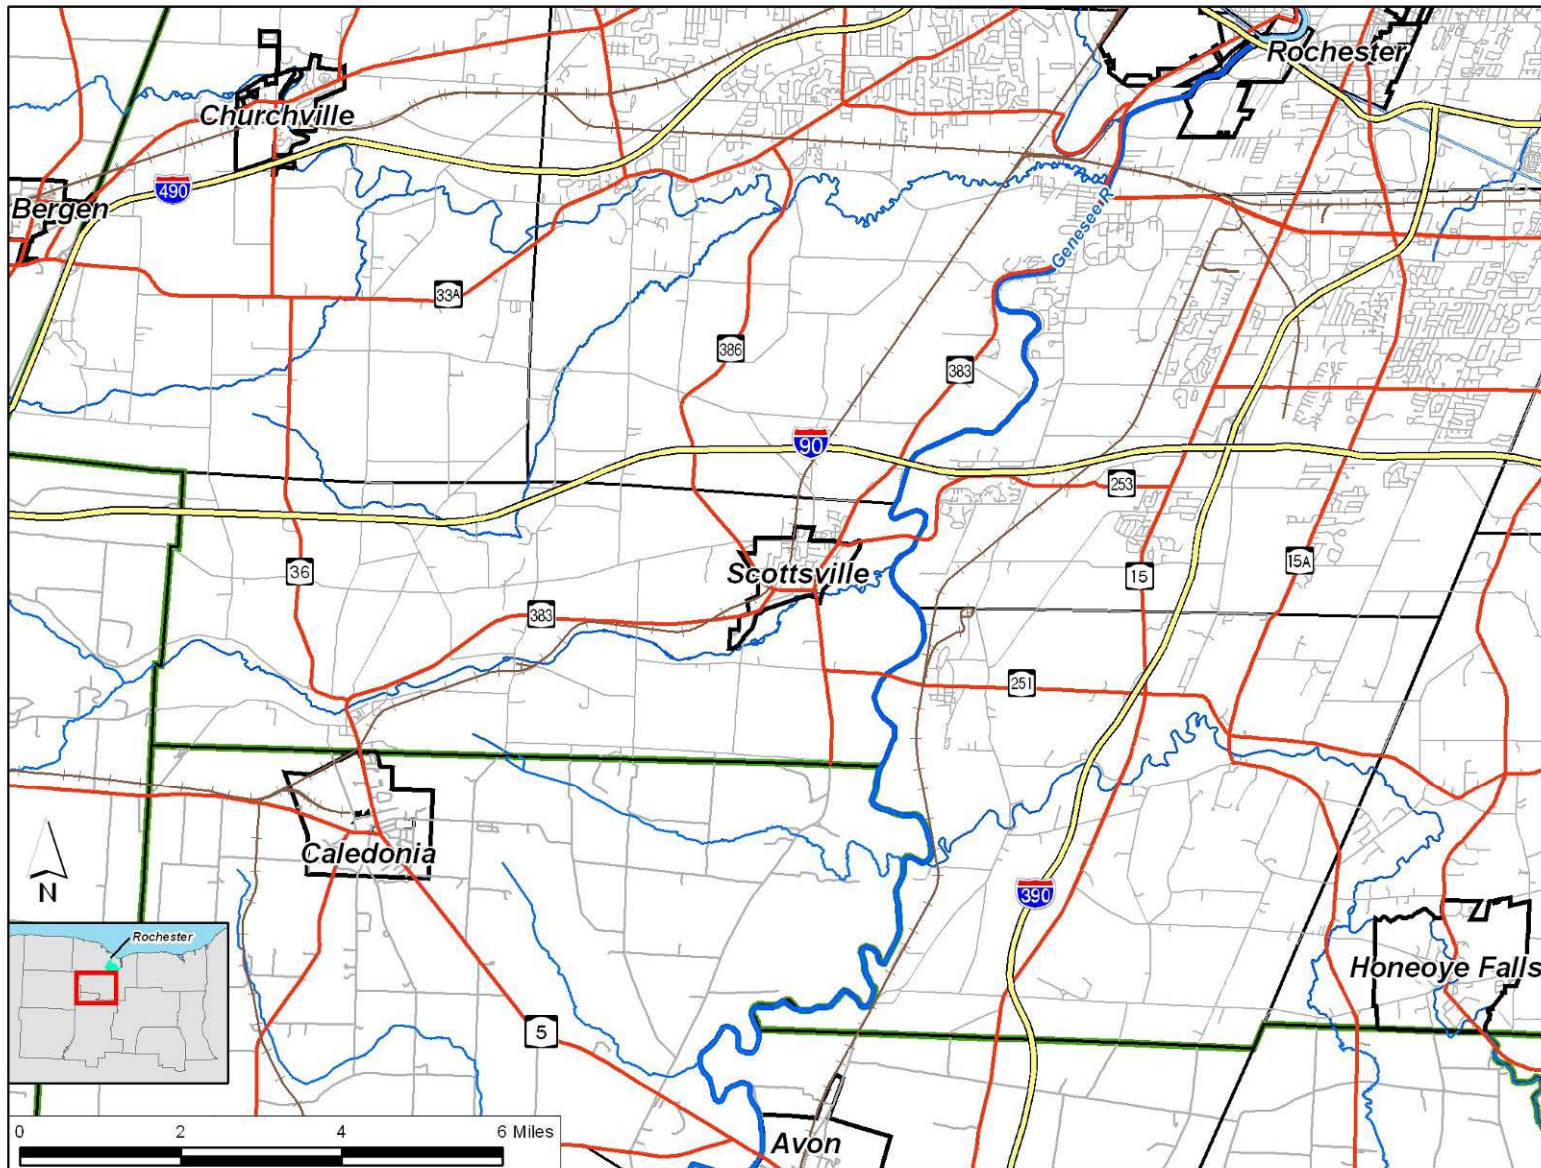 Rochester
Churchville
490
Bergen
Genesee R.
33A
386
383
90
253
36
Scottsville
15
15A
383
251
Caledonia
N
390
Rochester
Honeoye Falls
5
0 2 4 6 Miles
Avon